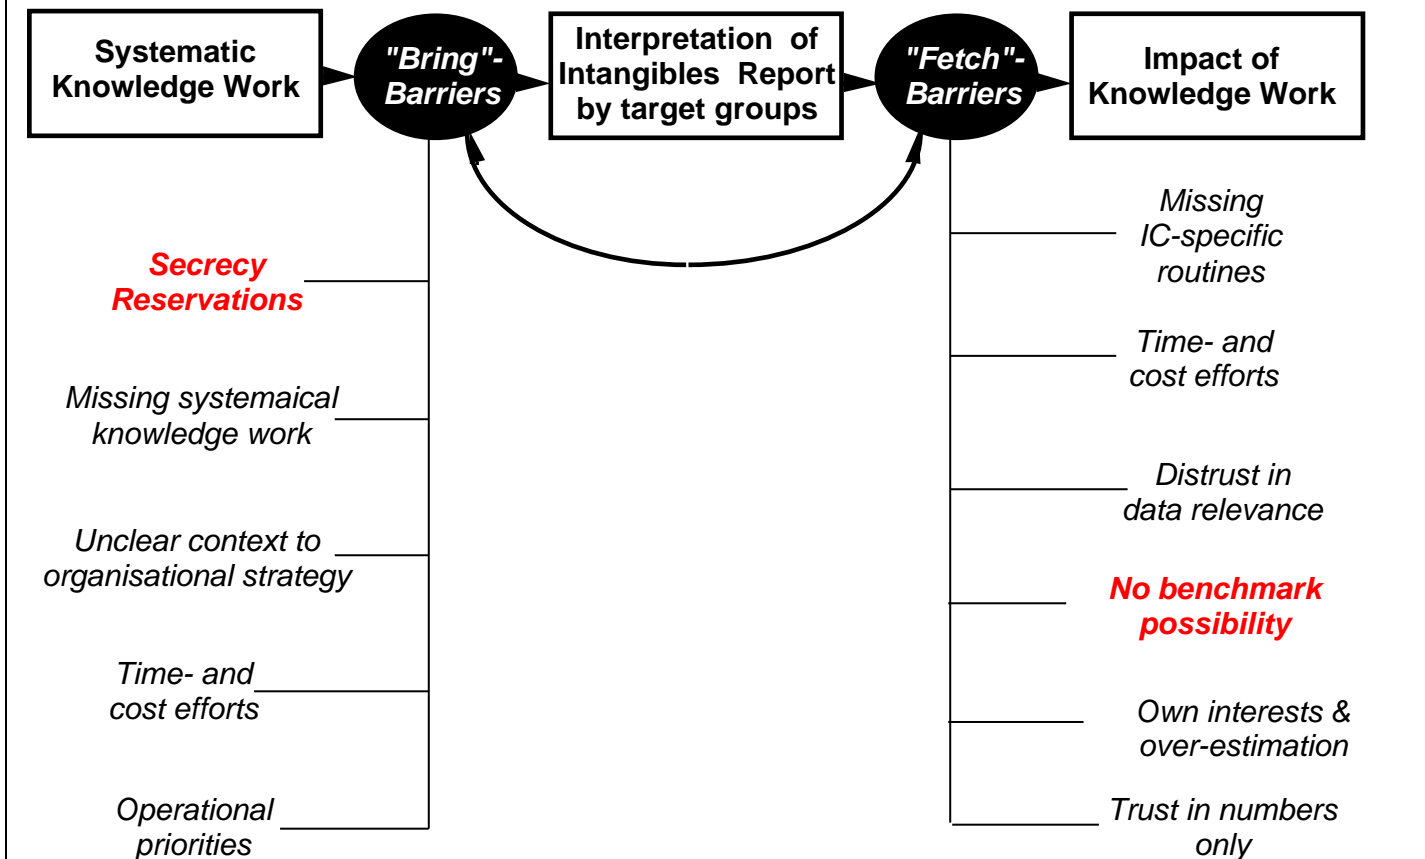 Systematic
Knowledge Work
"Bring"-
Barriers
Interpretation of
Intangibles Report
by target groups
"Fetch"-
Barriers
Impact of
Knowledge Work
Secrecy
Reservations
Missing systemaical
knowledge work
Unclear context to
organisational strategy
Time- and
cost efforts
Operational
priorities
Missing
IC-specific
routines
Time- and
cost efforts
Distrust in
data relevance
No benchmark
possibility
Own interests &
over-estimation
Trust in numbers
only